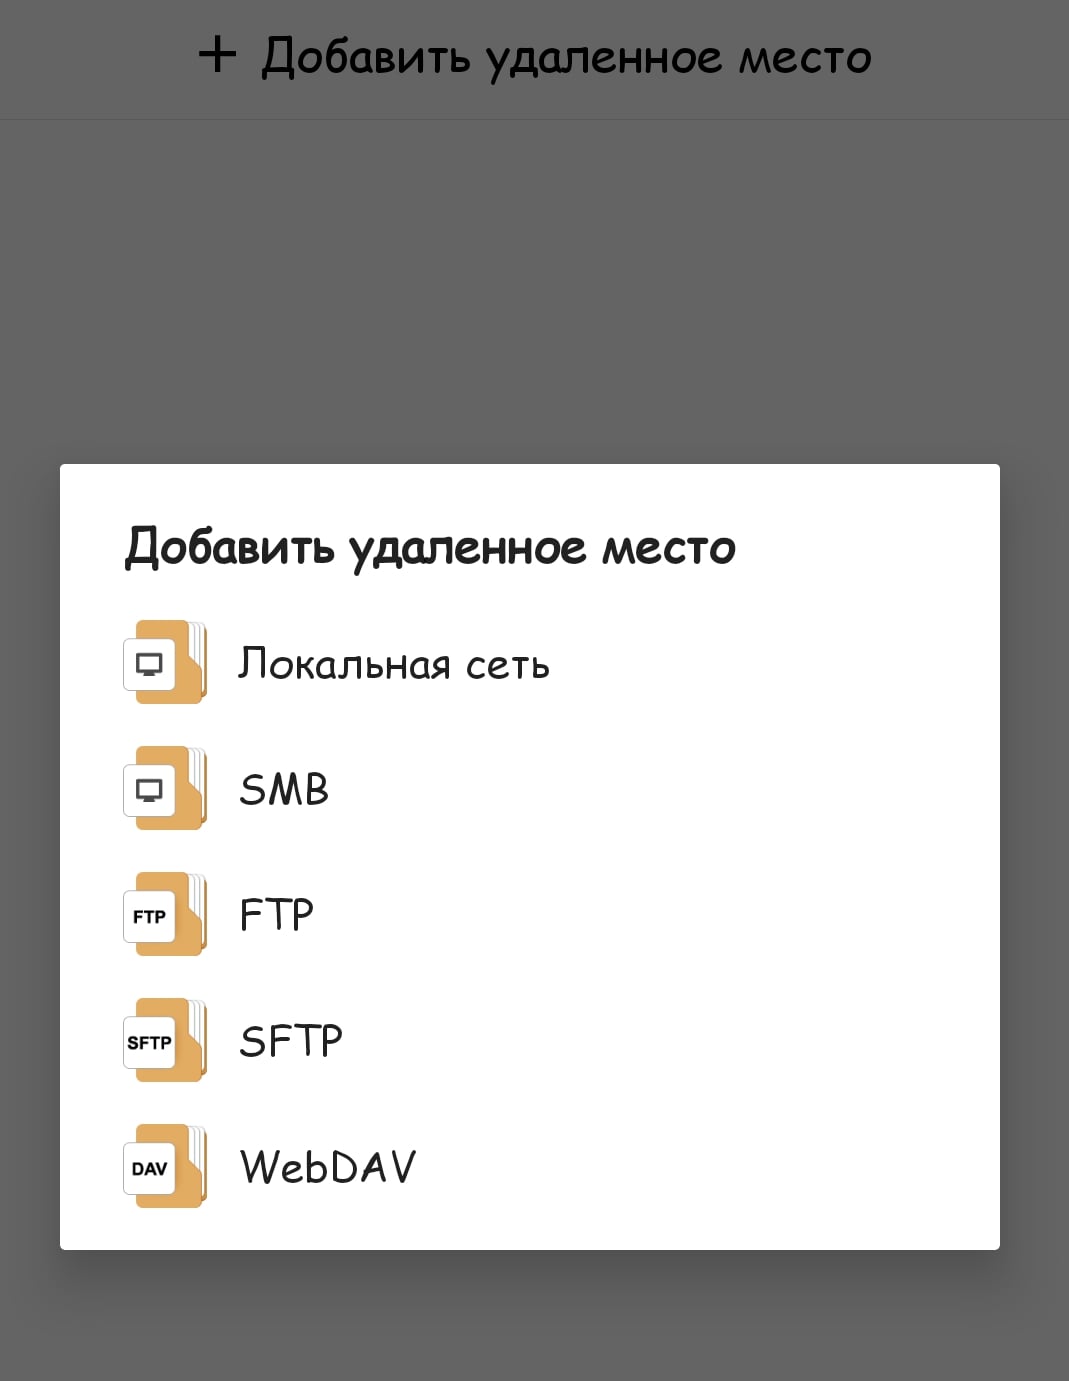 + Добавить удаленное место
Добавить удаленное место
Локальная сеть
SMB
FTP FTP
SFTP SFTP
DAV WebDAV